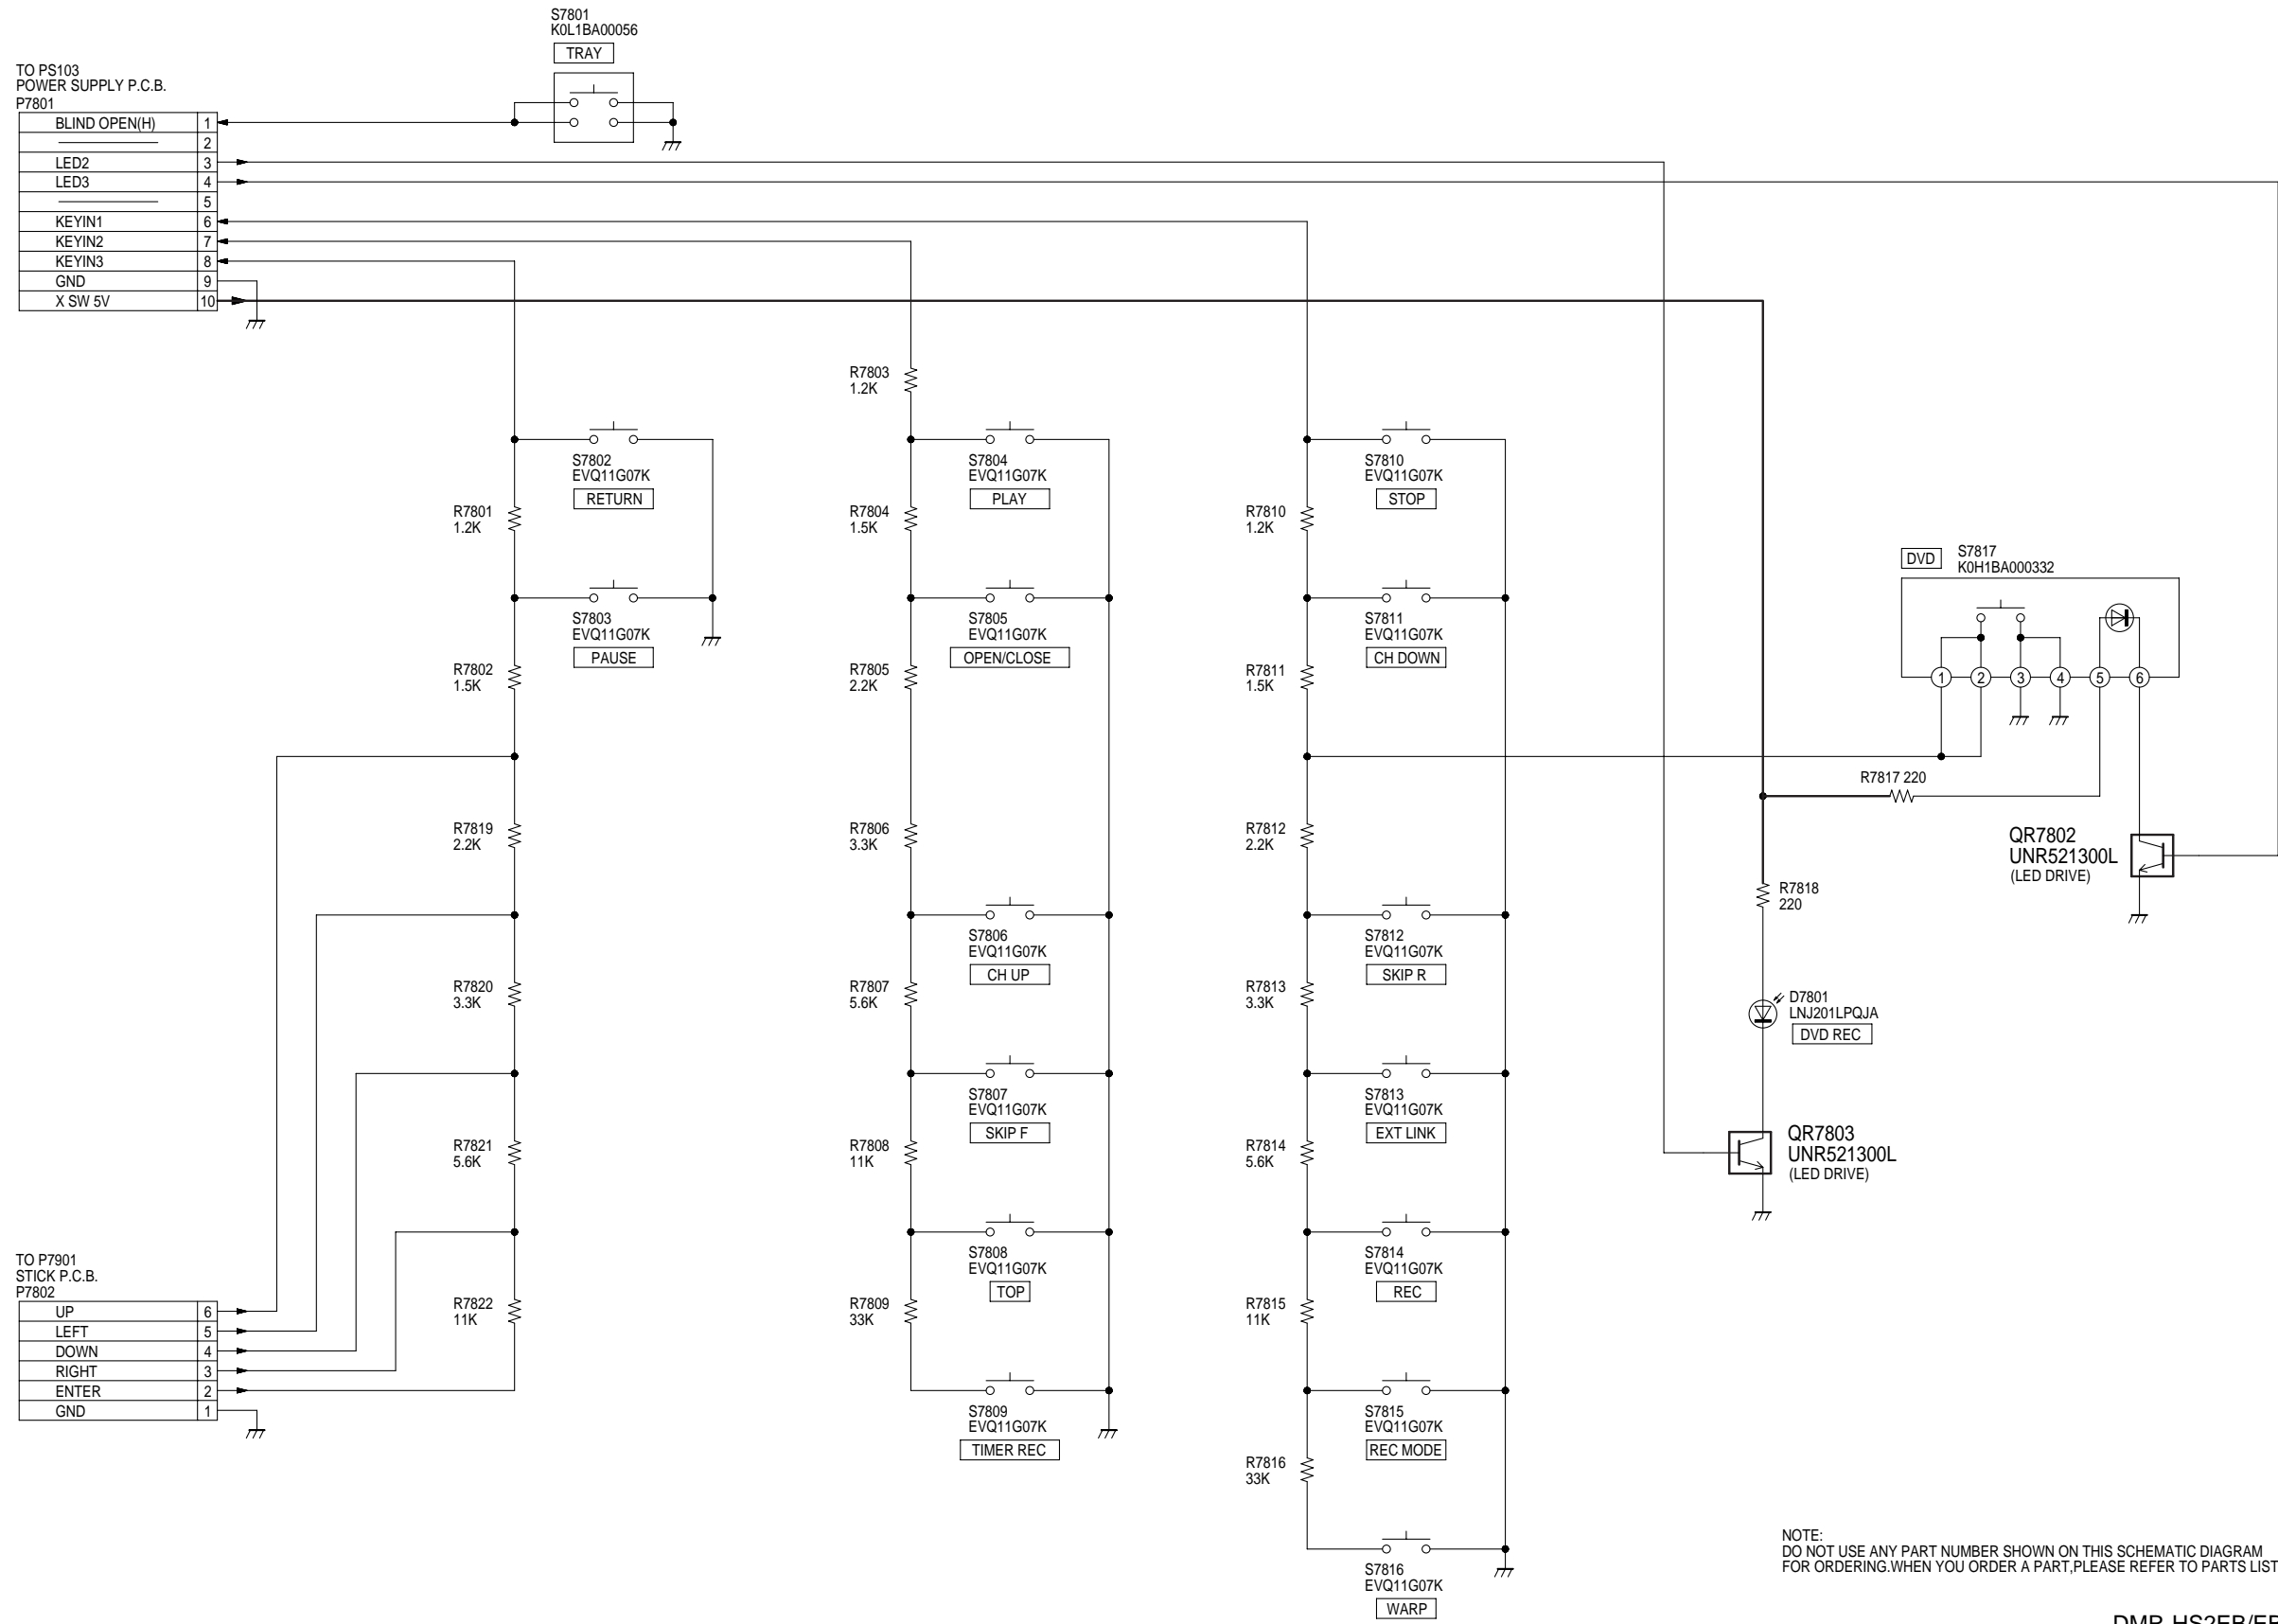 S7801
K0L1BA00056
TRAY
TO PS103
POWER SUPPLY P.C.B.
P7801
BLIND OPEN(H) 1
2
LED2 3
LED3 4
5
KEYIN1 6
KEYIN2 7
KEYIN3 8
GND 9
X SW 5V 10
R7803
1.2K
S7802
EVQ11G07K
RETURN
S7804
EVQ11G07K
PLAY
S7810
EVQ11G07K
STOP
R7801
1.2K
R7804
1.5K
R7810
1.2K
DVD
S7817
K0H1BA000332
S7803
EVQ11G07K
PAUSE
S7805
EVQ11G07K
OPEN/CLOSE
S7811
EVQ11G07K
CH DOWN
R7802
1.5K
R7805
2.2K
R7811
1.5K
1 2 3 4 5 6
R7817 220
R7819
2.2K
R7806
3.3K
R7812
2.2K
QR7802
UNR521300L
(LED DRIVE)
R7818
220
S7806
EVQ11G07K
CH UP
S7812
EVQ11G07K
SKIP R
R7820
3.3K
R7807
5.6K
R7813
3.3K
D7801
LNJ201LPQJA
DVD REC
S7807
EVQ11G07K
SKIP F
S7813
EVQ11G07K
EXT LINK
R7821
5.6K
R7808
11K
R7814
5.6K
QR7803
UNR521300L
(LED DRIVE)
S7808
EVQ11G07K
TOP
S7814
EVQ11G07K
REC
TO P7901
STICK P.C.B.
P7802
UP 6
LEFT 5
DOWN 4
RIGHT 3
ENTER 2
GND 1
R7822
11K
R7809
33K
R7815
11K
S7809
EVQ11G07K
TIMER REC
S7815
EVQ11G07K
REC MODE
R7816
33K
S7816
EVQ11G07K
WARP
NOTE:
DO NOT USE ANY PART NUMBER SHOWN ON THIS SCHEMATIC DIAGRAM
FOR ORDERING.WHEN YOU ORDER A PART,PLEASE REFER TO PARTS LIST